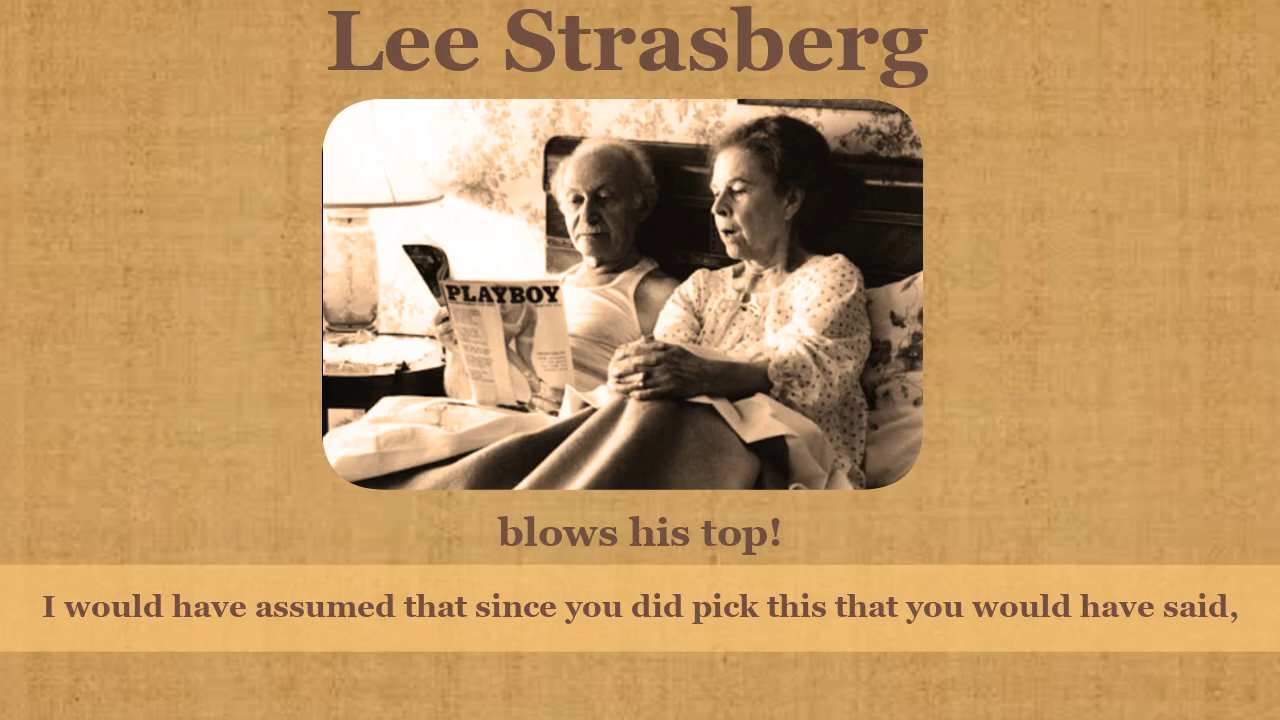 Lee Strasberg
PLAYBOY
blows his top!
I would have assumed that since you did pick this that you would have said,